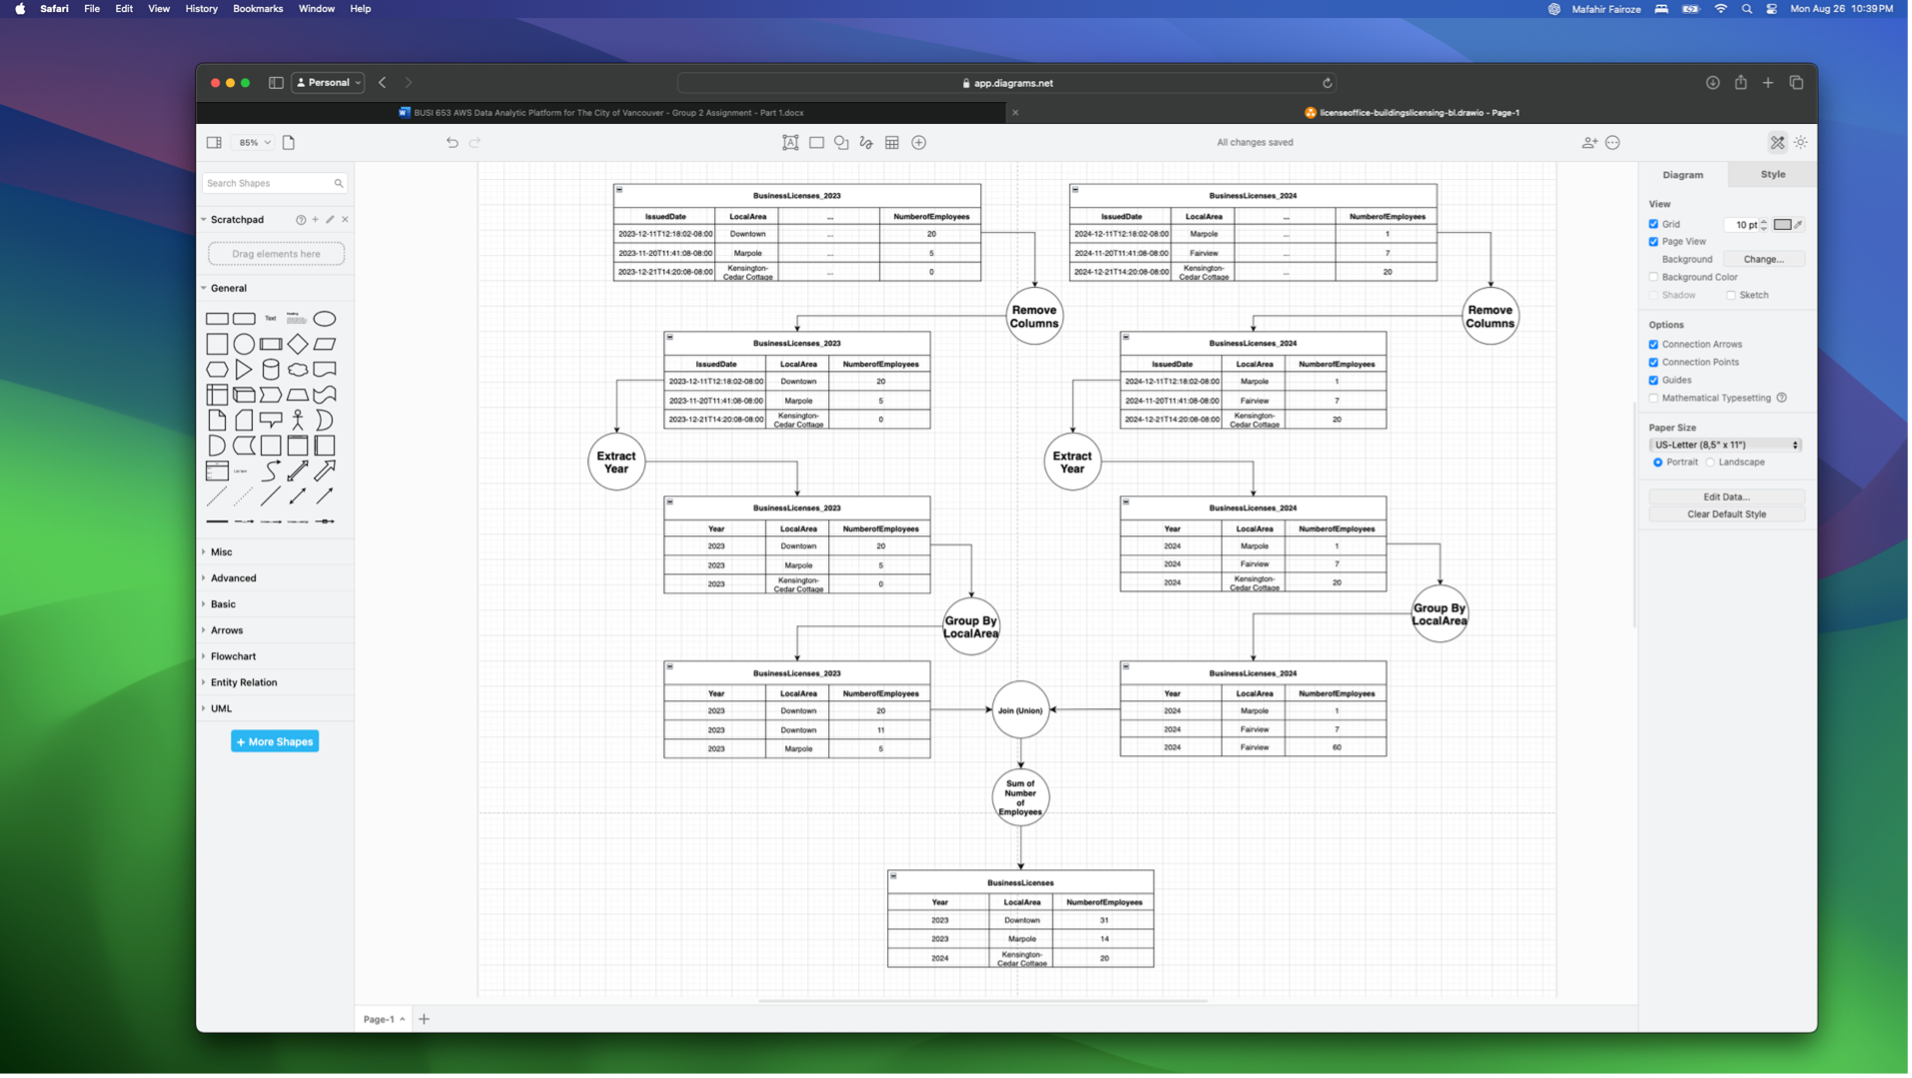 Safari File Edit View History Bookmarks Window Help
Mafahir Fairoze
Mon Aug 26 10:39 PM
Personal
app.diagrams.net
BUSI 653 AWS Data Analytic Platform for The City of Vancouver - Group 2 Assignment - Part 1.docx
licenseoffice-buildingslicensing-bl.drawio - Page-1
85%
All changes saved
Search Shapes
Scratchpad
Drag elements here
General
Text
Heading
List Item
Misc
Advanced
Basic
Arrows
Flowchart
Entity Relation
UML
+ More Shapes
BusinessLicenses_2023
IssuedDate LocalArea ... NumberofEmployees
2023-12-11T12:18:02-08:00 Downtown ... 20
2023-11-20T11:41:08-08:00 Marpole ... 5
2023-12-21T14:20:08-08:00 Kensington-Cedar Cottage ... 0
BusinessLicenses_2024
IssuedDate LocalArea ... NumberofEmployees
2024-12-11T12:18:02-08:00 Marpole ... 1
2024-11-20T11:41:08-08:00 Fairview ... 7
2024-12-21T14:20:08-08:00 Kensington-Cedar Cottage ... 20
Remove
Columns
Remove
Columns
BusinessLicenses_2023
IssuedDate LocalArea NumberofEmployees
2023-12-11T12:18:02-08:00 Downtown 20
2023-11-20T11:41:08-08:00 Marpole 5
2023-12-21T14:20:08-08:00 Kensington-Cedar Cottage 0
BusinessLicenses_2024
IssuedDate LocalArea NumberofEmployees
2024-12-11T12:18:02-08:00 Marpole 1
2024-11-20T11:41:08-08:00 Fairview 7
2024-12-21T14:20:08-08:00 Kensington-Cedar Cottage 20
Extract
Year
Extract
Year
BusinessLicenses_2023
Year LocalArea NumberofEmployees
2023 Downtown 20
2023 Marpole 5
2023 Kensington-Cedar Cottage 0
BusinessLicenses_2024
Year LocalArea NumberofEmployees
2024 Marpole 1
2024 Fairview 7
2024 Kensington-Cedar Cottage 20
Group By
LocalArea
Group By
LocalArea
BusinessLicenses_2023
Year LocalArea NumberofEmployees
2023 Downtown 20
2023 Downtown 11
2023 Marpole 5
Join (Union)
BusinessLicenses_2024
Year LocalArea NumberofEmployees
2024 Marpole 1
2024 Fairview 7
2024 Fairview 60
Sum of
Number
of
Employees
BusinessLicenses
Year LocalArea NumberofEmployees
2023 Downtown 31
2023 Marpole 14
2024 Kensington-Cedar Cottage 20
Page-1
Diagram Style
View
Grid 10 pt
Page View
Background Change...
Background Color
Shadow Sketch
Options
Connection Arrows
Connection Points
Guides
Mathematical Typesetting
Paper Size
US-Letter (8,5" x 11")
Portrait Landscape
Edit Data...
Clear Default Style